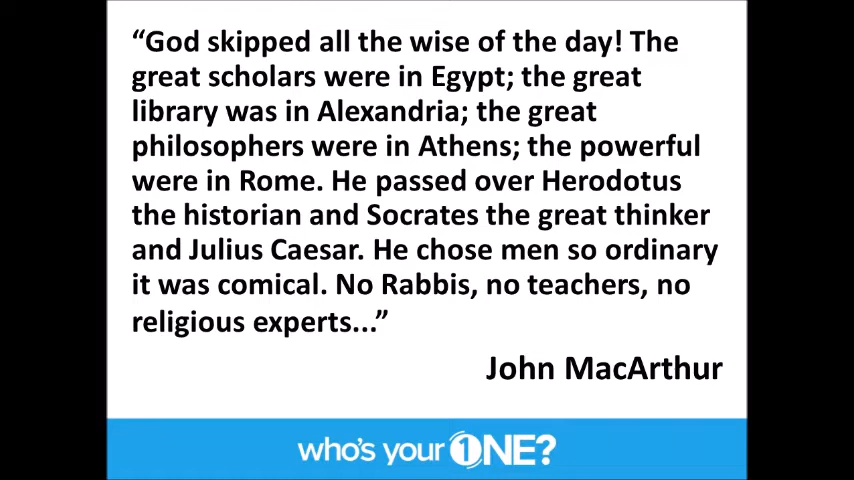 “God skipped all the wise of the day! The
great scholars were in Egypt; the great
library was in Alexandria; the great
philosophers were in Athens; the powerful
were in Rome. He passed over Herodotus
the historian and Socrates the great thinker
and Julius Caesar. He chose men so ordinary
it was comical. No Rabbis, no teachers, no
religious experts...”
John MacArthur
who's your 1NE?